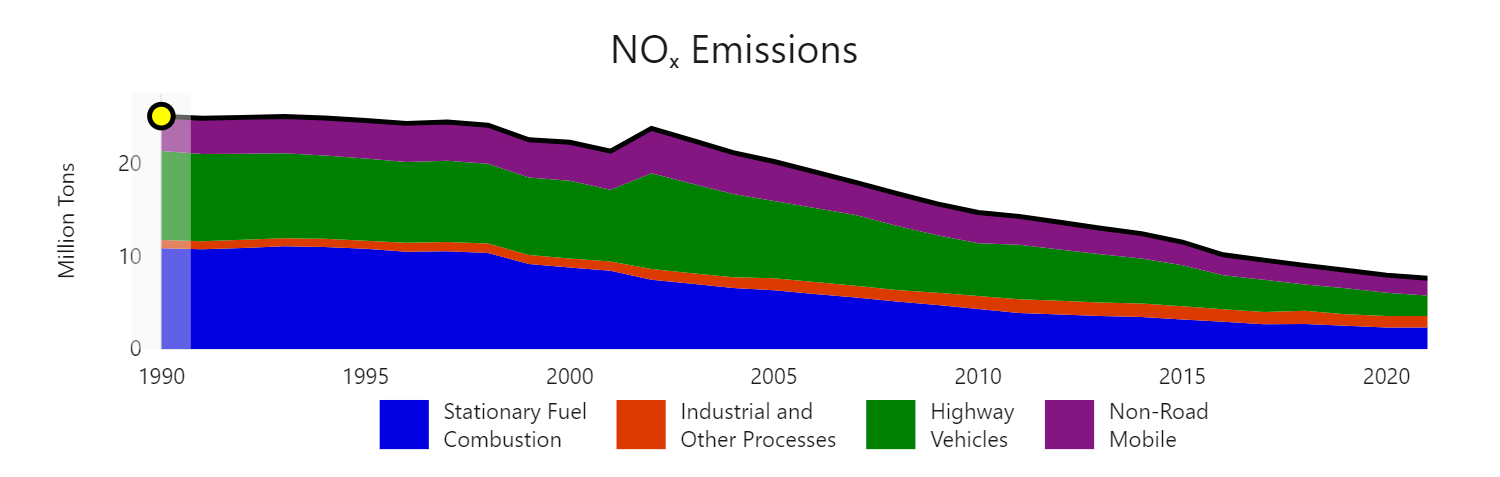 NOx Emissions
Million Tons
20
10
0
1990 1995 2000 2005 2010 2015 2020
Stationary Fuel
Combustion
Industrial and
Other Processes
Highway
Vehicles
Non-Road
Mobile